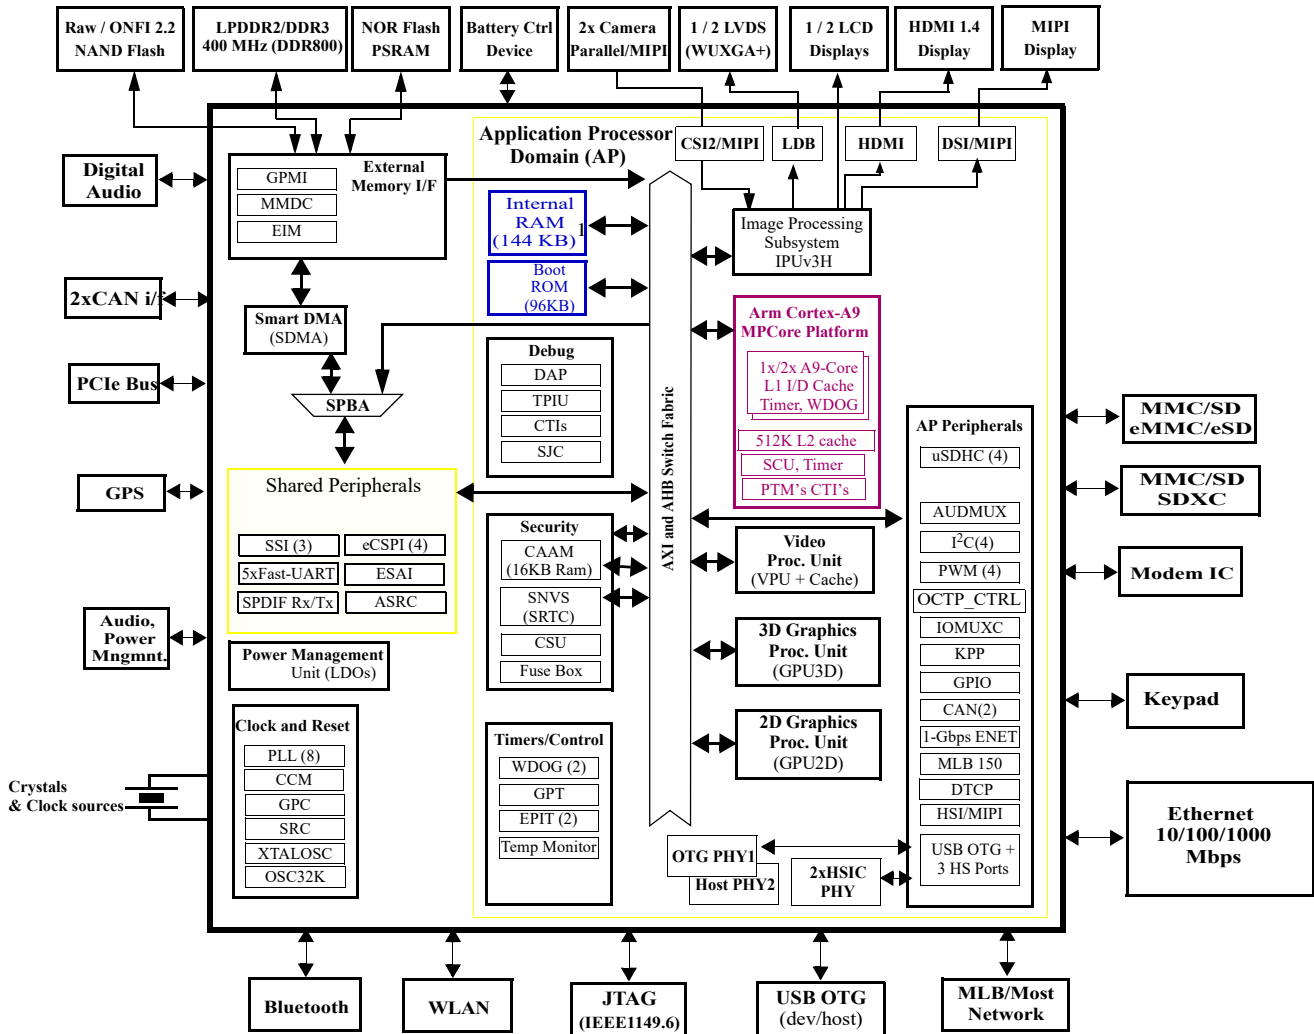 Raw / ONFI 2.2
NAND Flash
LPDDR2/DDR3
400 MHz (DDR800)
NOR Flash
PSRAM
Battery Ctrl
Device
2x Camera
Parallel/MIPI
1 / 2 LVDS
(WUXGA+)
1 / 2 LCD
Displays
HDMI 1.4
Display
MIPI
Display
Application Processor
Domain (AP)
CSI2/MIPI
LDB
HDMI
DSI/MIPI
External
Memory I/F
GPMI
MMDC
EIM
Digital
Audio
Internal
RAM
(144 KB)
1
Boot
ROM
(96KB)
Image Processing
Subsystem
IPUv3H
2xCAN i/f
Smart DMA
(SDMA)
PCIe Bus
SPBA
Debug
DAP
TPIU
CTIs
SJC
AXI and AHB Switch Fabric
Arm Cortex-A9
MPCore Platform
1x/2x A9-Core
L1 I/D Cache
Timer, WDOG
512K L2 cache
SCU, Timer
PTM's CTI's
GPS
Shared Peripherals
SSI (3)
eCSPI (4)
5xFast-UART
ESAI
SPDIF Rx/Tx
ASRC
Security
CAAM
(16KB Ram)
SNVS
(SRTC)
CSU
Fuse Box
Video
Proc. Unit
(VPU + Cache)
3D Graphics
Proc. Unit
(GPU3D)
2D Graphics
Proc. Unit
(GPU2D)
AP Peripherals
uSDHC (4)
AUDMUX
I2C(4)
PWM (4)
OCTP_CTRL
IOMUXC
KPP
GPIO
CAN(2)
1-Gbps ENET
MLB 150
DTCP
HSI/MIPI
USB OTG +
3 HS Ports
MMC/SD
eMMC/eSD
MMC/SD
SDXC
Modem IC
Keypad
Ethernet
10/100/1000
Mbps
Audio,
Power
Mngmnt.
Power Management
Unit (LDOs)
Clock and Reset
PLL (8)
CCM
GPC
SRC
XTALOSC
OSC32K
Crystals
& Clock sources
Timers/Control
WDOG (2)
GPT
EPIT (2)
Temp Monitor
OTG PHY1
Host PHY2
2xHSIC
PHY
Bluetooth
WLAN
JTAG
(IEEE1149.6)
USB OTG
(dev/host)
MLB/Most
Network